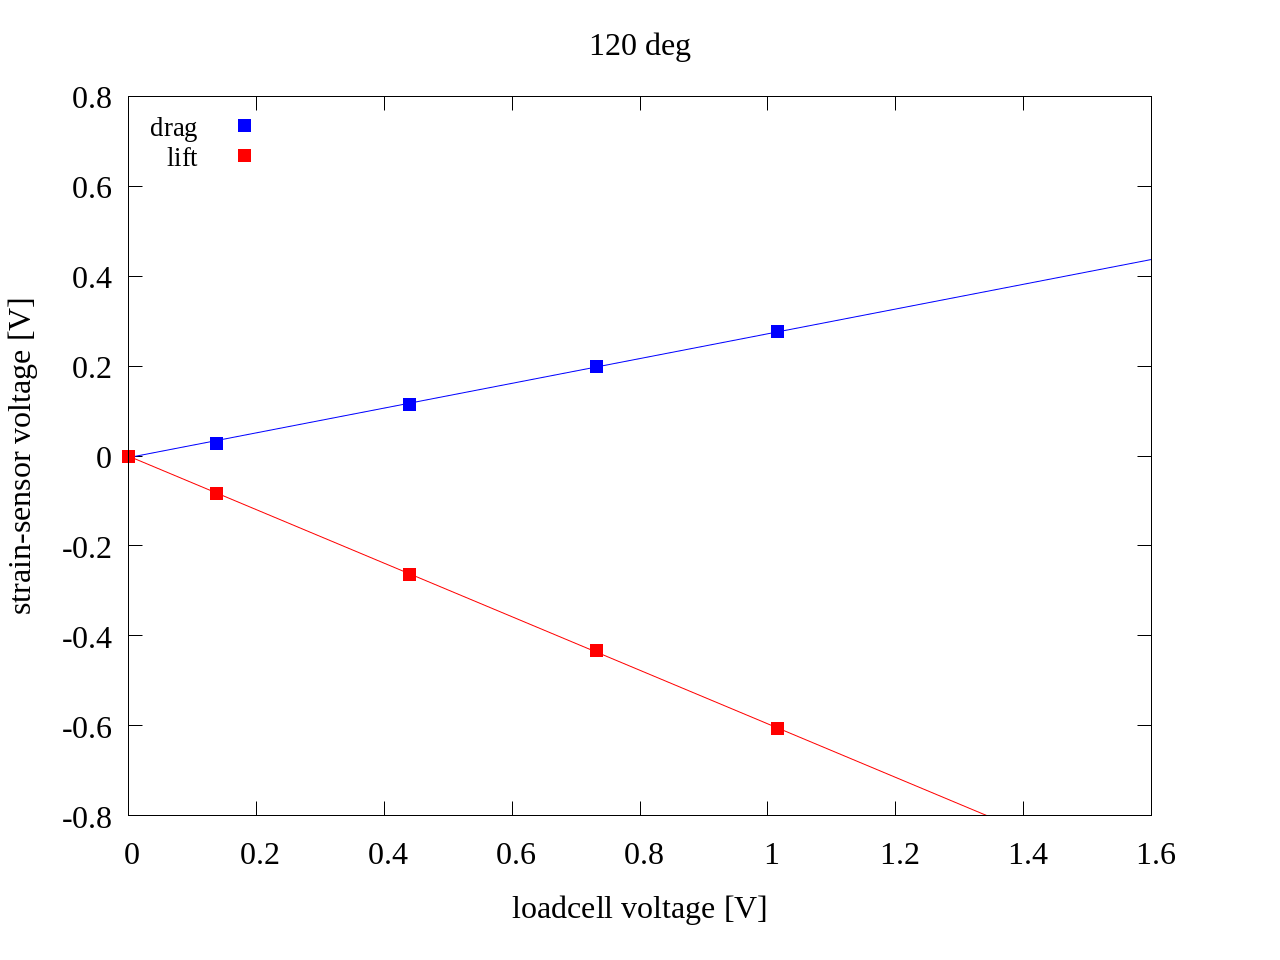 120 deg
drag
lift
0.8
0.6
0.4
0.2
0
-0.2
-0.4
-0.6
-0.8
strain-sensor voltage [V]
0 0.2 0.4 0.6 0.8 1 1.2 1.4 1.6
loadcell voltage [V]